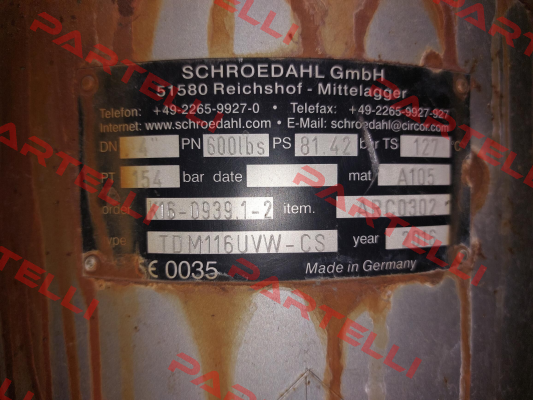 SCHROEDAHL GmbH
51580 Reichshof - Mittelagger
Telefon: +49-2265-9927-0 • Telefax: +49-2265-9927-927
Internet: www.schroedahl.com • E-Mail: schroedahl@circor.com
DN 4" PN 600lbs PS 81.42 bar TS 127 °C
PT 154 bar date mat. A105
order K16-0939.1-2 item.
type TDM116UVW-CS year 2016
CE 0035 Made in Germany
PARTELLI
PARTELLI
PARTELLI
PARTELLI
PARTELLI